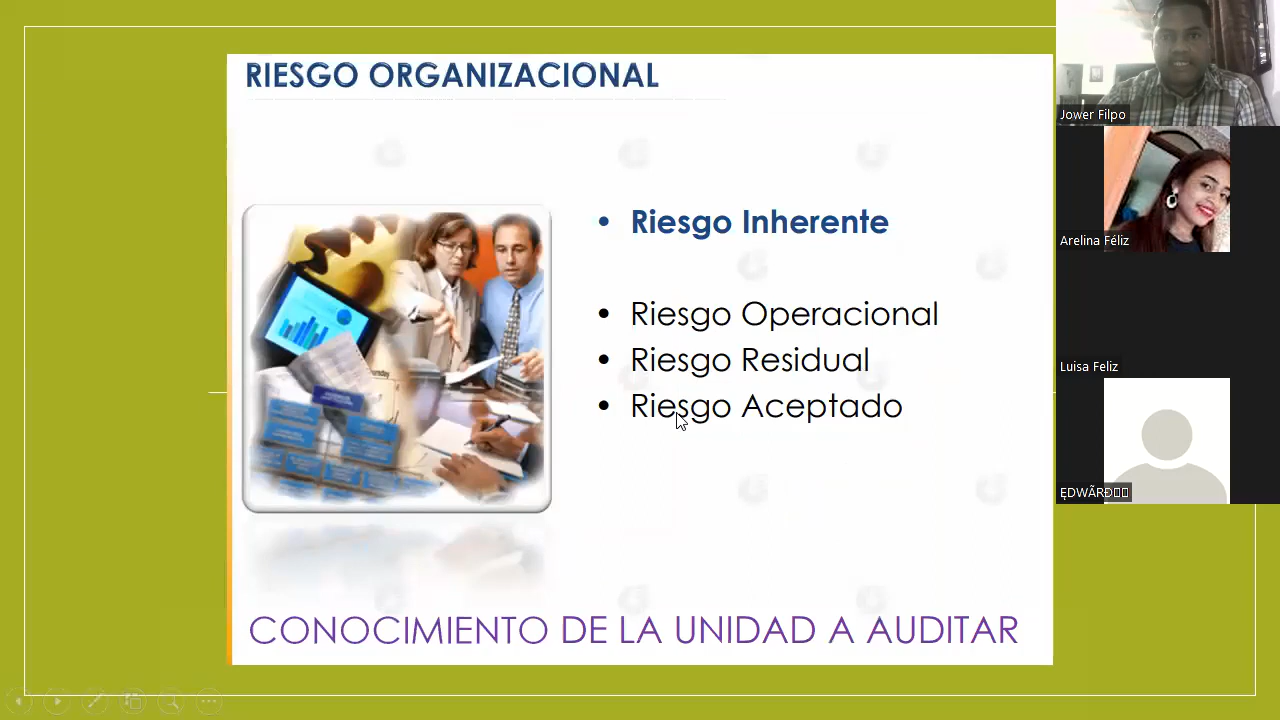 RIESGO ORGANIZACIONAL
• Riesgo Inherente
• Riesgo Operacional
• Riesgo Residual
• Riesgo Aceptado
CONOCIMIENTO DE LA UNIDAD A AUDITAR
Jower Filpo
Arelina Féliz
Luisa Feliz